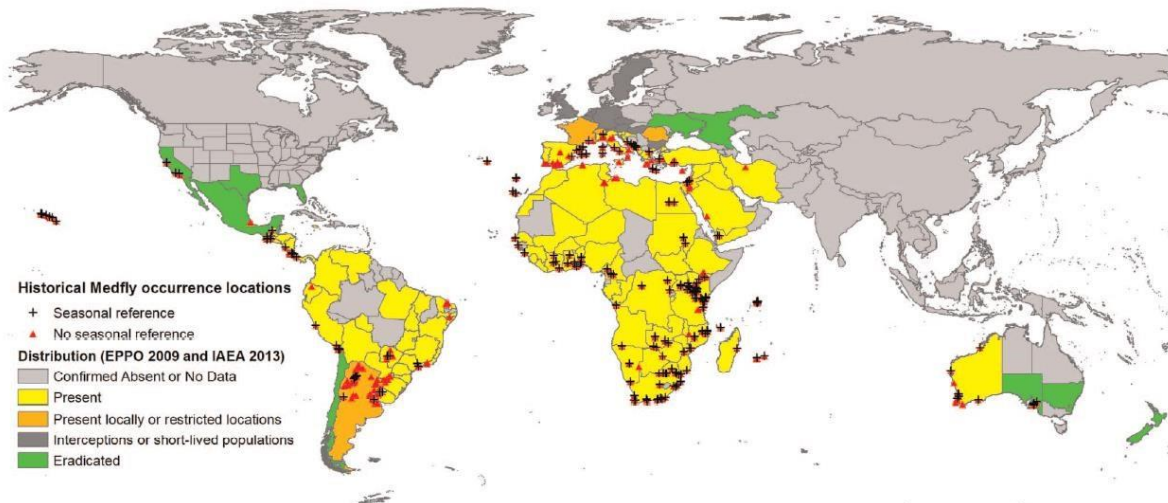 Historical Medfly occurrence locations
Seasonal reference
No seasonal reference
Distribution (EPPO 2009 and IAEA 2013)
Confirmed Absent or No Data
Present
Present locally or restricted locations
Interceptions or short-lived populations
Eradicated